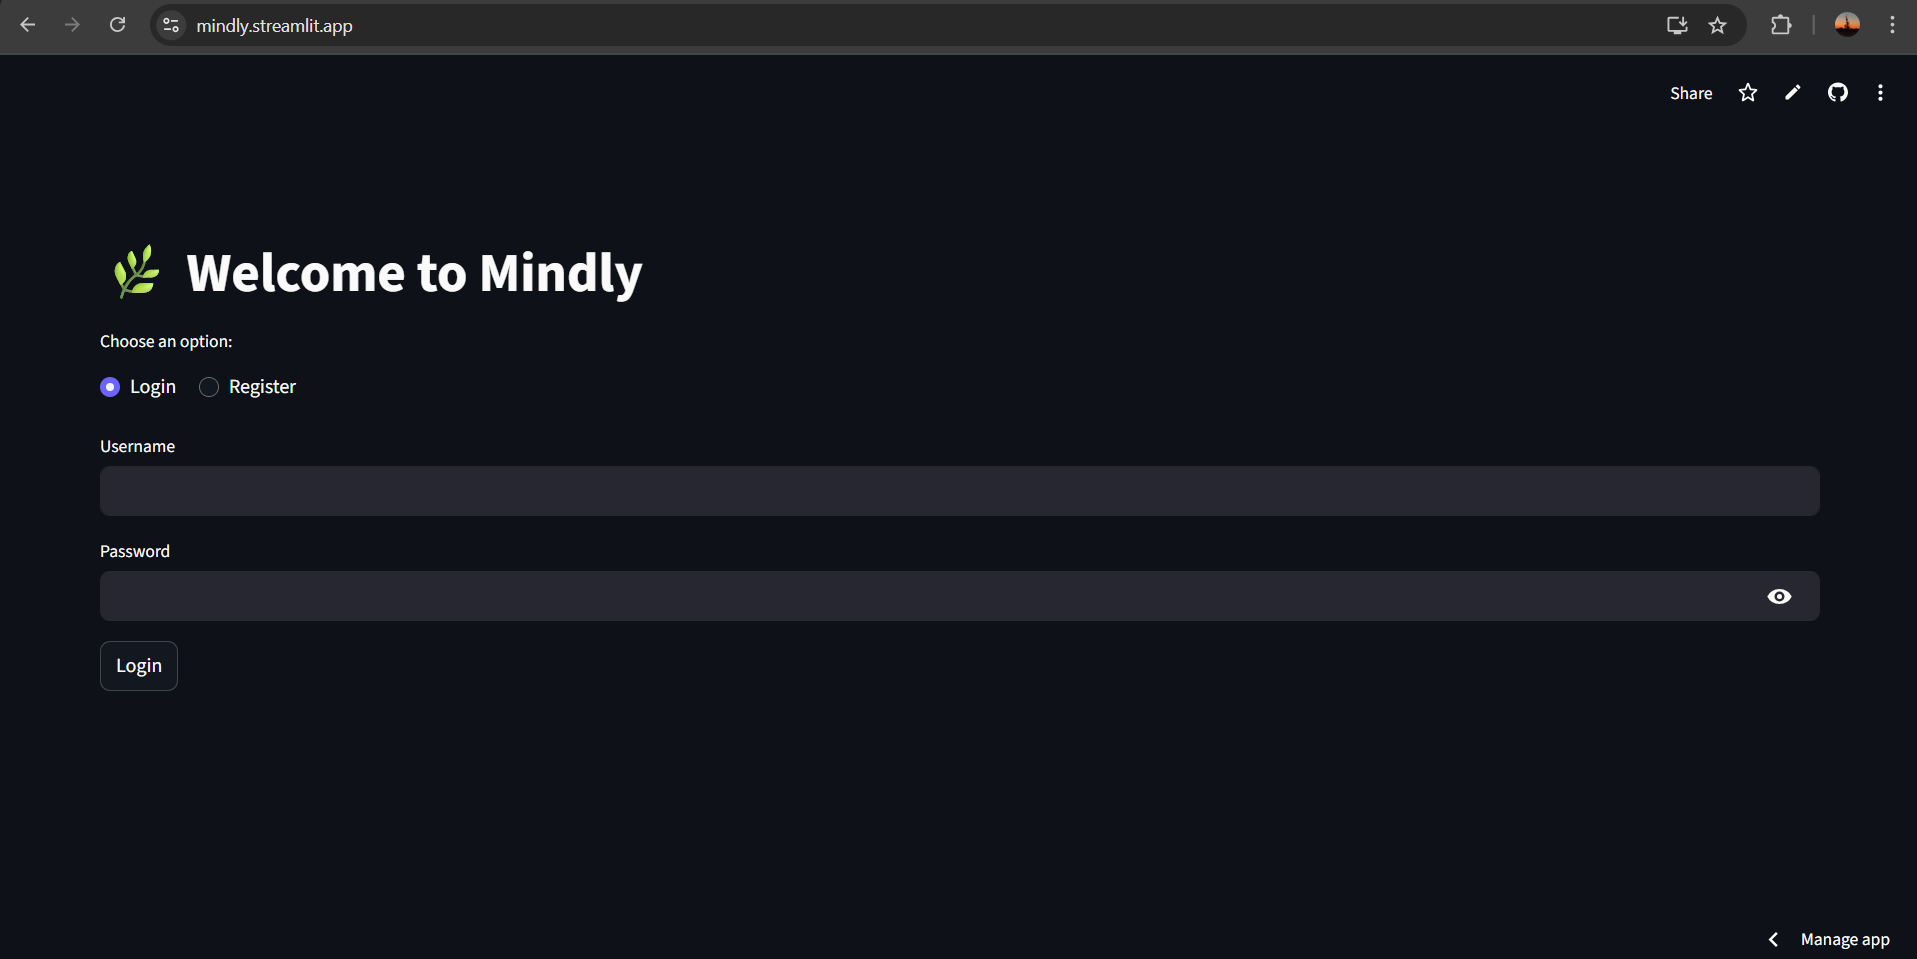 mindly.streamlit.app
Share
Welcome to Mindly
Choose an option:
Login Register
Username
Password
Login
Manage app